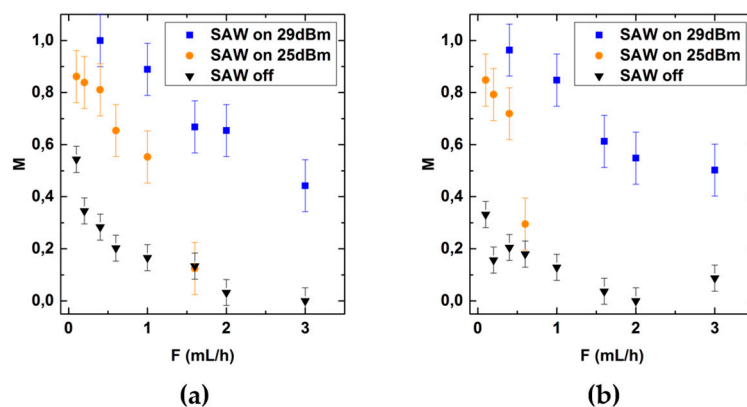 1,0
0,8
0,6
0,4
0,2
0,0
M
SAW on 29dBm
SAW on 25dBm
SAW off
0 1 2 3
F (mL/h)
(a)
1,0
0,8
0,6
0,4
0,2
0,0
M
SAW on 29dBm
SAW on 25dBm
SAW off
0 1 2 3
F (mL/h)
(b)